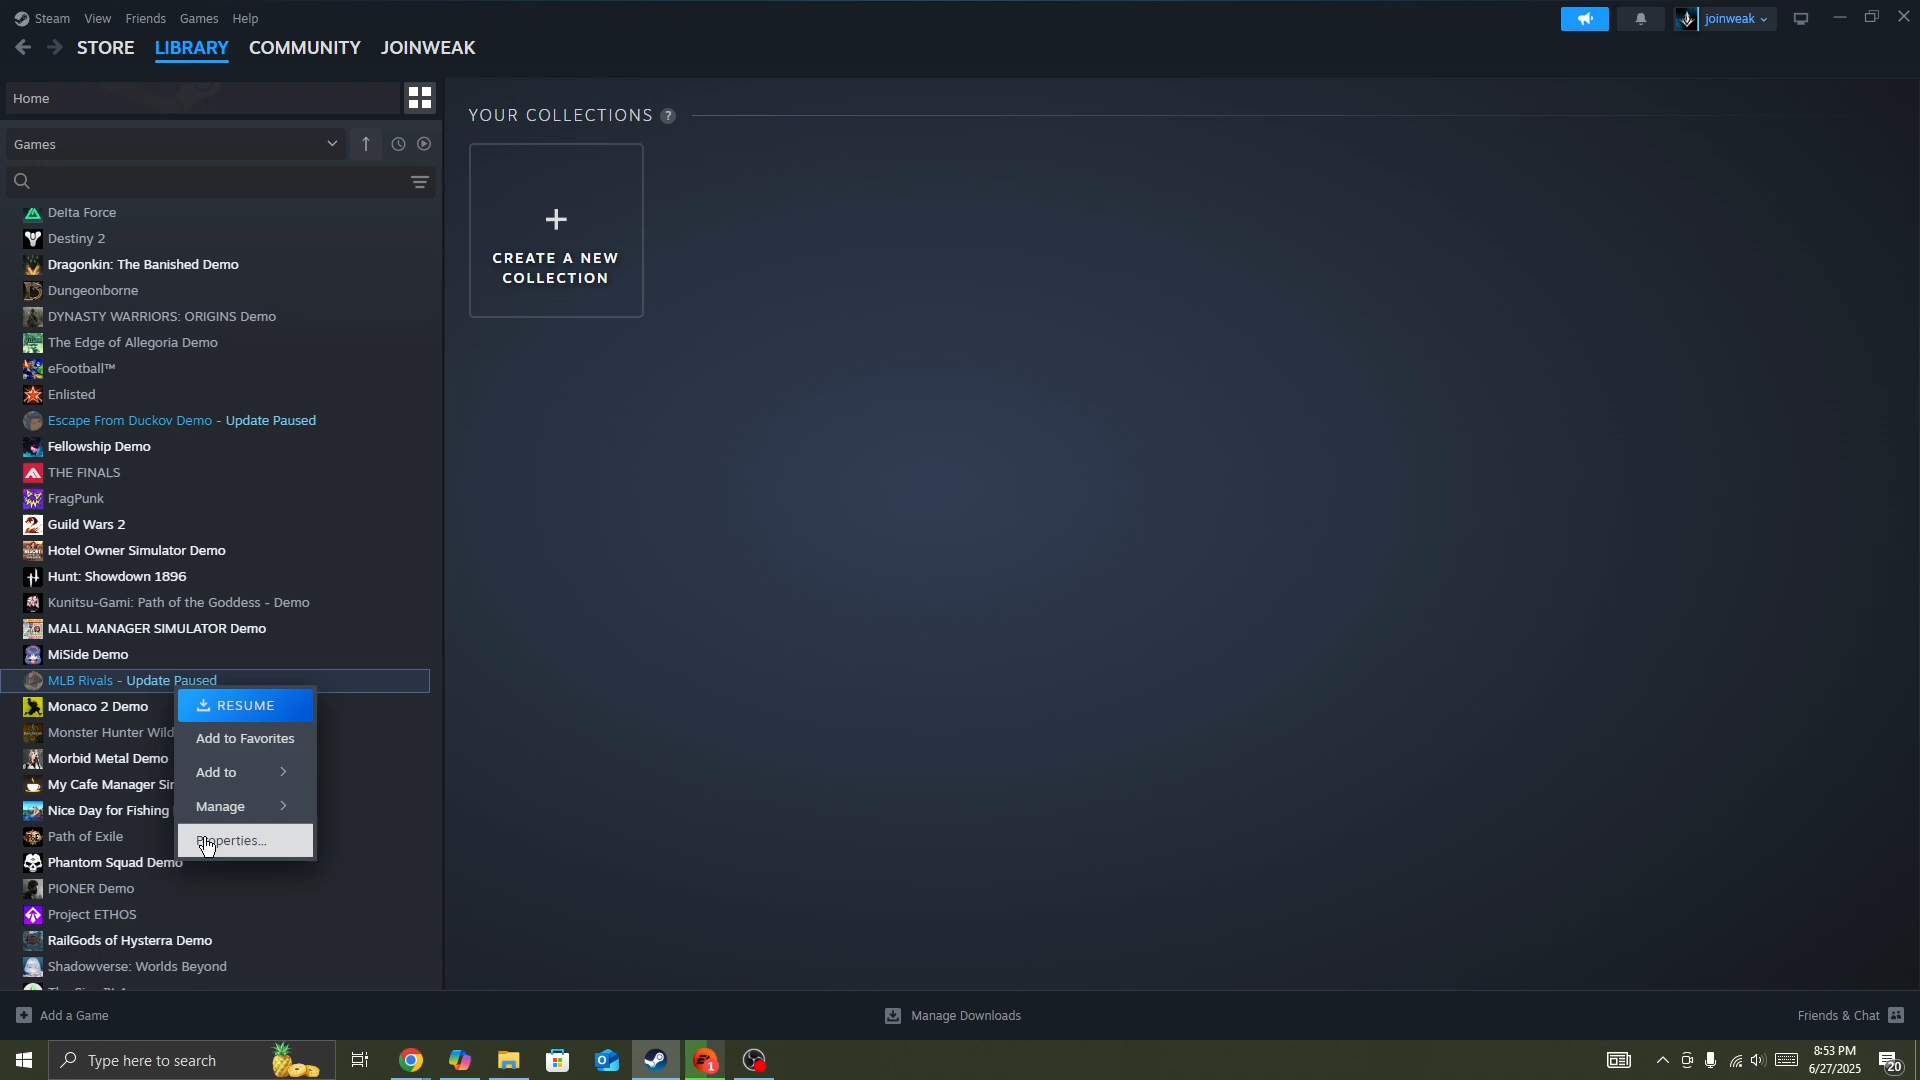 Steam View Friends Games Help
joinweak
STORE LIBRARY COMMUNITY JOINWEAK
Home
YOUR COLLECTIONS ?
Games
CREATE A NEW
COLLECTION
Delta Force
Destiny 2
Dragonkin: The Banished Demo
Dungeonborne
DYNASTY WARRIORS: ORIGINS Demo
The Edge of Allegoria Demo
eFootball™
Enlisted
Escape From Duckov Demo - Update Paused
Fellowship Demo
THE FINALS
FragPunk
Guild Wars 2
Hotel Owner Simulator Demo
Hunt: Showdown 1896
Kunitsu-Gami: Path of the Goddess - Demo
MALL MANAGER SIMULATOR Demo
MiSide Demo
MLB Rivals - Update Paused
RESUME
Monaco 2 Demo
Monster Hunter Wild
Add to Favorites
Morbid Metal Demo
Add to
My Cafe Manager Sir
Manage
Nice Day for Fishing
Path of Exile
Properties...
Phantom Squad Demo
PIONER Demo
Project ETHOS
RailGods of Hysterra Demo
Shadowverse: Worlds Beyond
Add a Game
Manage Downloads
Friends & Chat
Type here to search
1
8:53 PM
6/27/2025
20